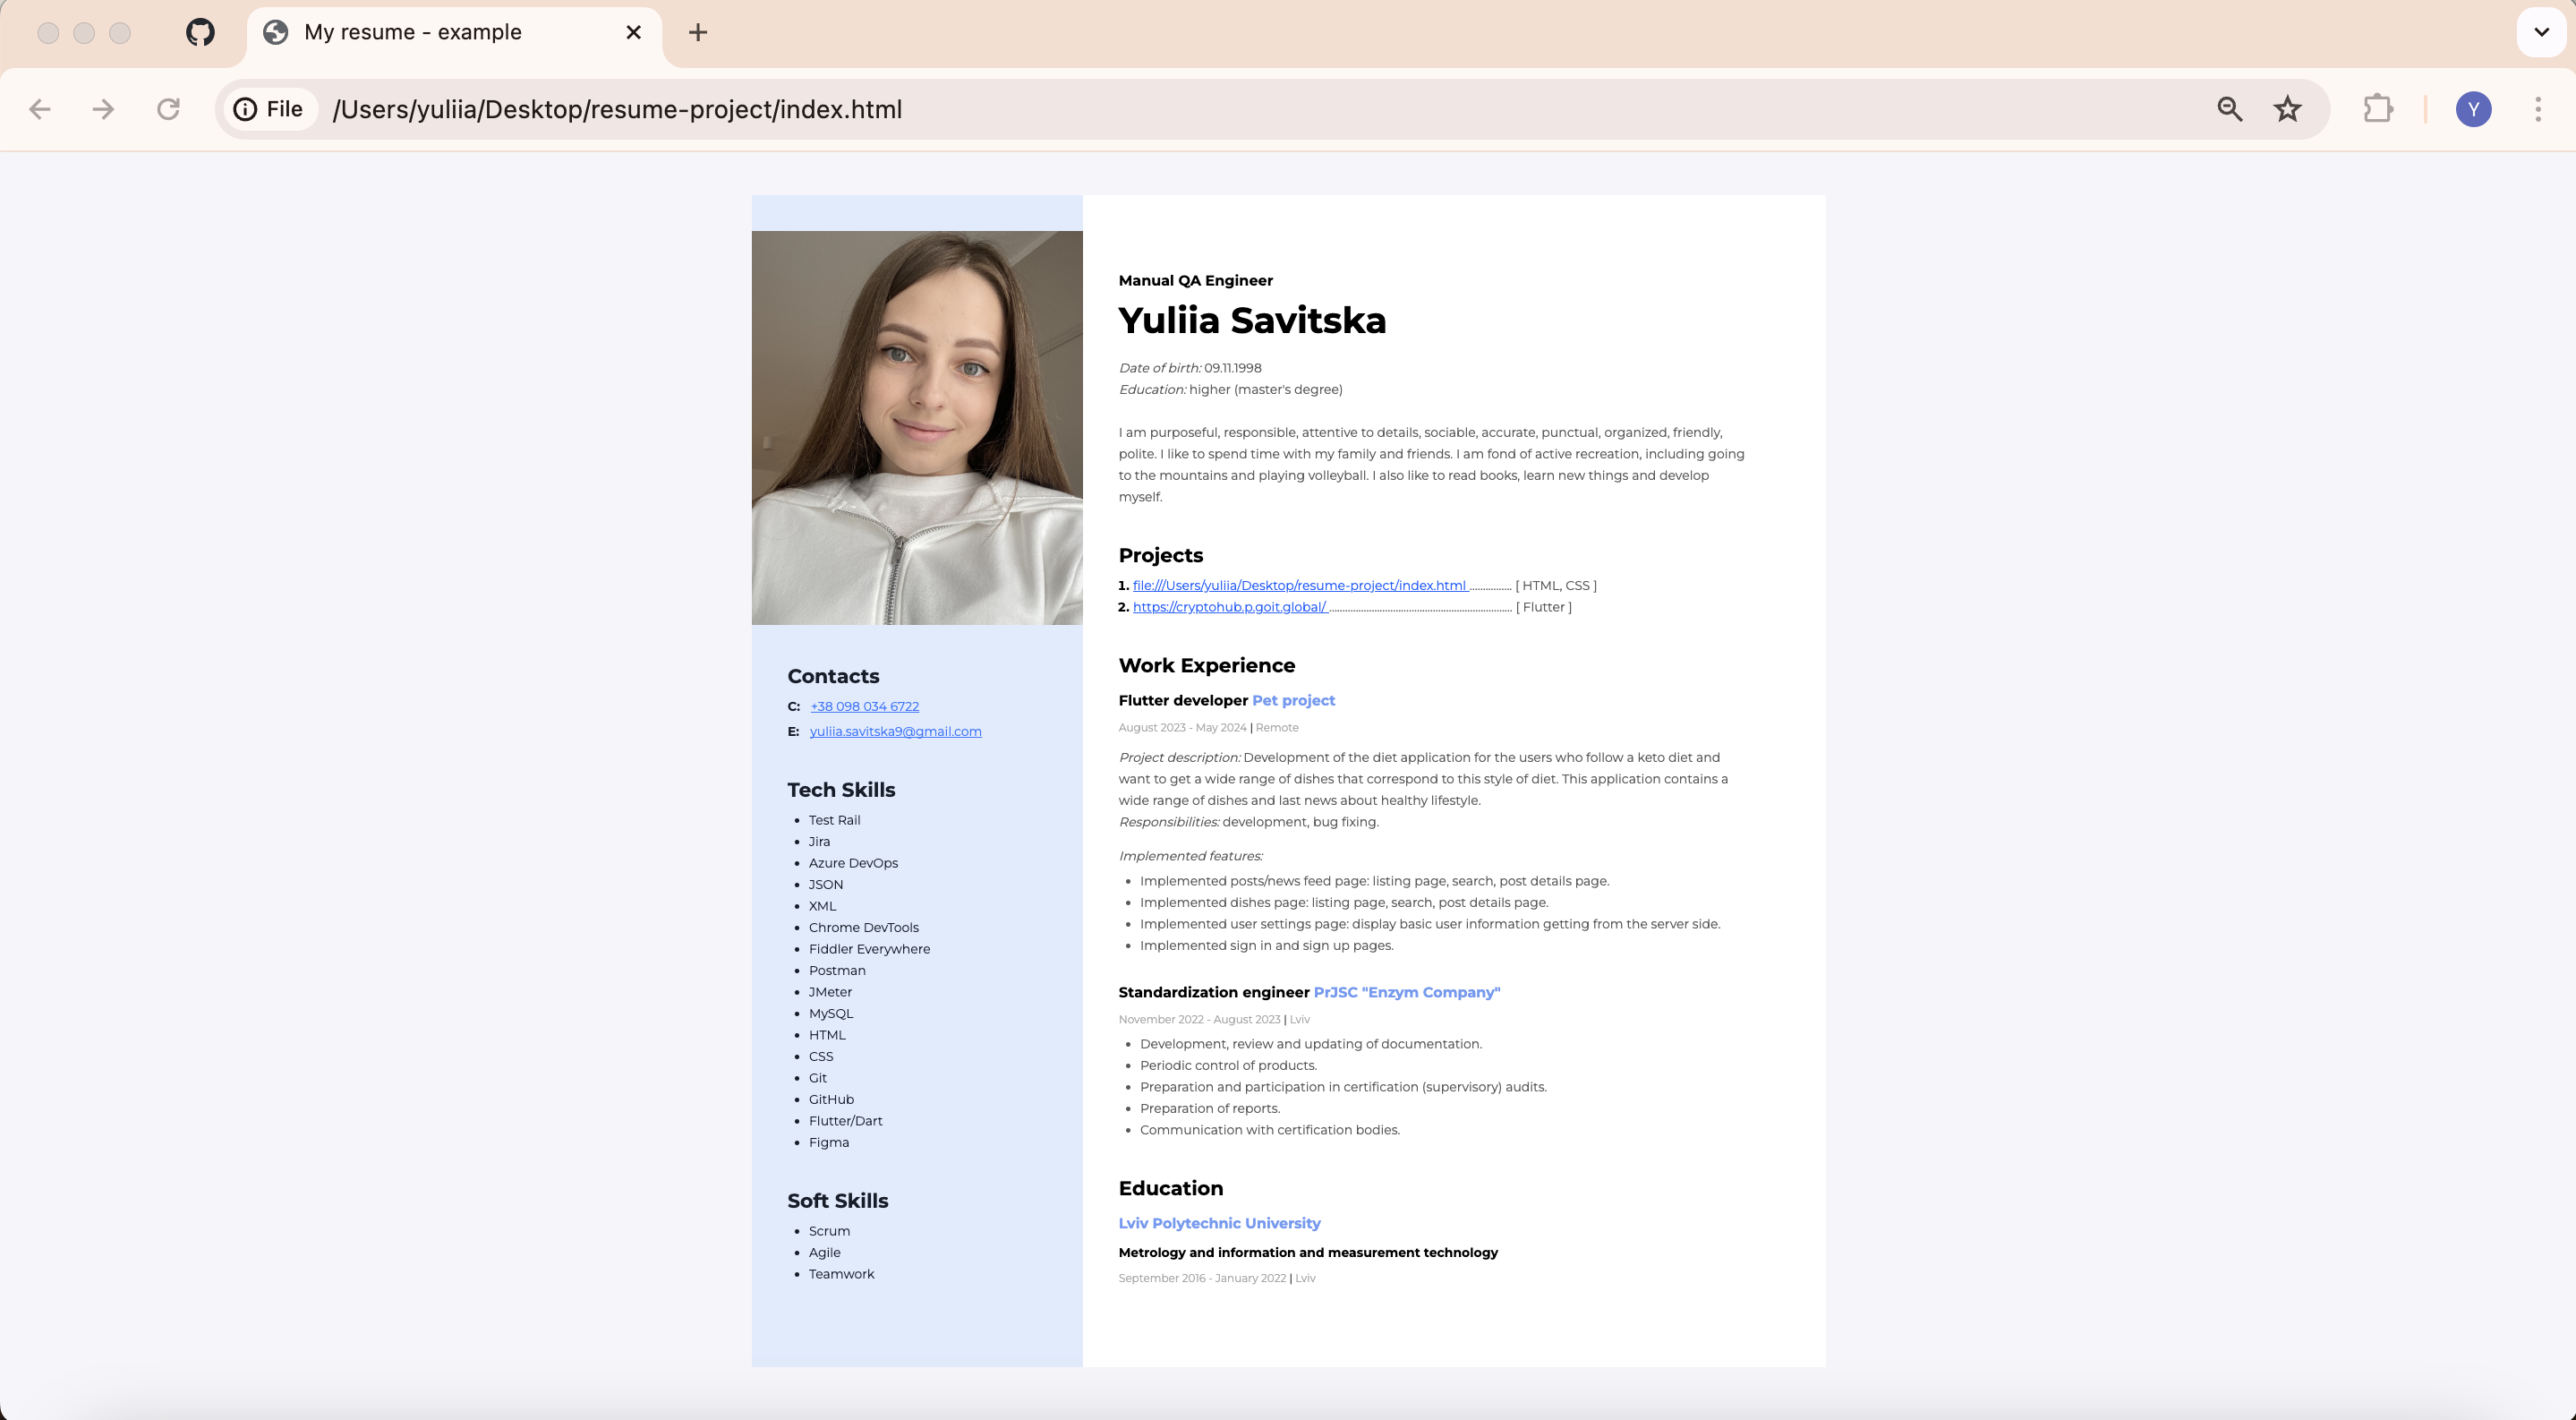 My resume - example
File
/Users/yuliia/Desktop/resume-project/index.html
Y
Manual QA Engineer
Yuliia Savitska
Date of birth: 09.11.1998
Education: higher (master's degree)
I am purposeful, responsible, attentive to details, sociable, accurate, punctual, organized, friendly,
polite. I like to spend time with my family and friends. I am fond of active recreation, including going
to the mountains and playing volleyball. I also like to read books, learn new things and develop
myself.
Projects
1. file:///Users/yuliia/Desktop/resume-project/index.html ................ [ HTML, CSS ]
2. https://cryptohub.p.goit.global/ ..................................................................... [ Flutter ]
Contacts
C: +38 098 034 6722
E: yuliia.savitska9@gmail.com
Tech Skills
• Test Rail
• Jira
• Azure DevOps
• JSON
• XML
• Chrome DevTools
• Fiddler Everywhere
• Postman
• JMeter
• MySQL
• HTML
• CSS
• Git
• GitHub
• Flutter/Dart
• Figma
Soft Skills
• Scrum
• Agile
• Teamwork
Work Experience
Flutter developer Pet project
August 2023 - May 2024 | Remote
Project description: Development of the diet application for the users who follow a keto diet and
want to get a wide range of dishes that correspond to this style of diet. This application contains a
wide range of dishes and last news about healthy lifestyle.
Responsibilities: development, bug fixing.
Implemented features:
• Implemented posts/news feed page: listing page, search, post details page.
• Implemented dishes page: listing page, search, post details page.
• Implemented user settings page: display basic user information getting from the server side.
• Implemented sign in and sign up pages.
Standardization engineer PrJSC "Enzym Company"
November 2022 - August 2023 | Lviv
• Development, review and updating of documentation.
• Periodic control of products.
• Preparation and participation in certification (supervisory) audits.
• Preparation of reports.
• Communication with certification bodies.
Education
Lviv Polytechnic University
Metrology and information and measurement technology
September 2016 - January 2022 | Lviv